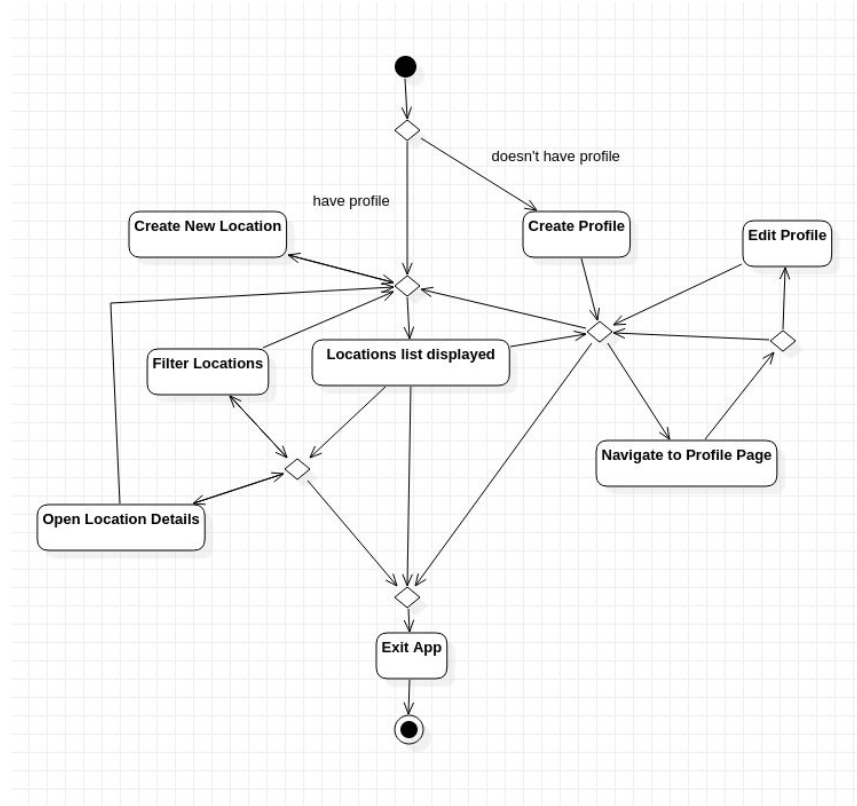 doesn't have profile
have profile
Create New Location
Create Profile
Edit Profile
Filter Locations
Locations list displayed
Navigate to Profile Page
Open Location Details
Exit App